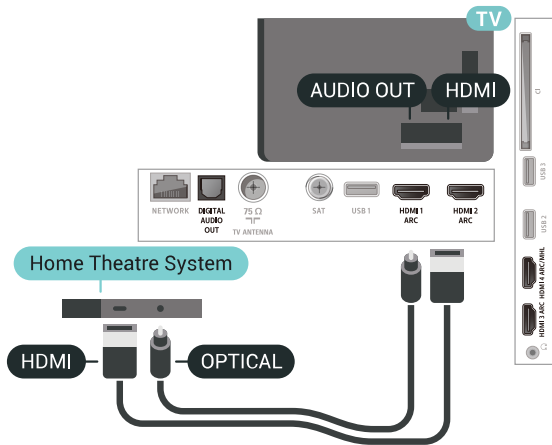 TV
AUDIO OUT
HDMI
CI
USB 3
USB 2
HDMI 4 ARC/MHL
HDMI 3 ARC
NETWORK
DIGITAL
AUDIO
OUT
75 Ω
TV ANTENNA
SAT
USB 1
HDMI 1
ARC
HDMI 2
ARC
Home Theatre System
HDMI
OPTICAL